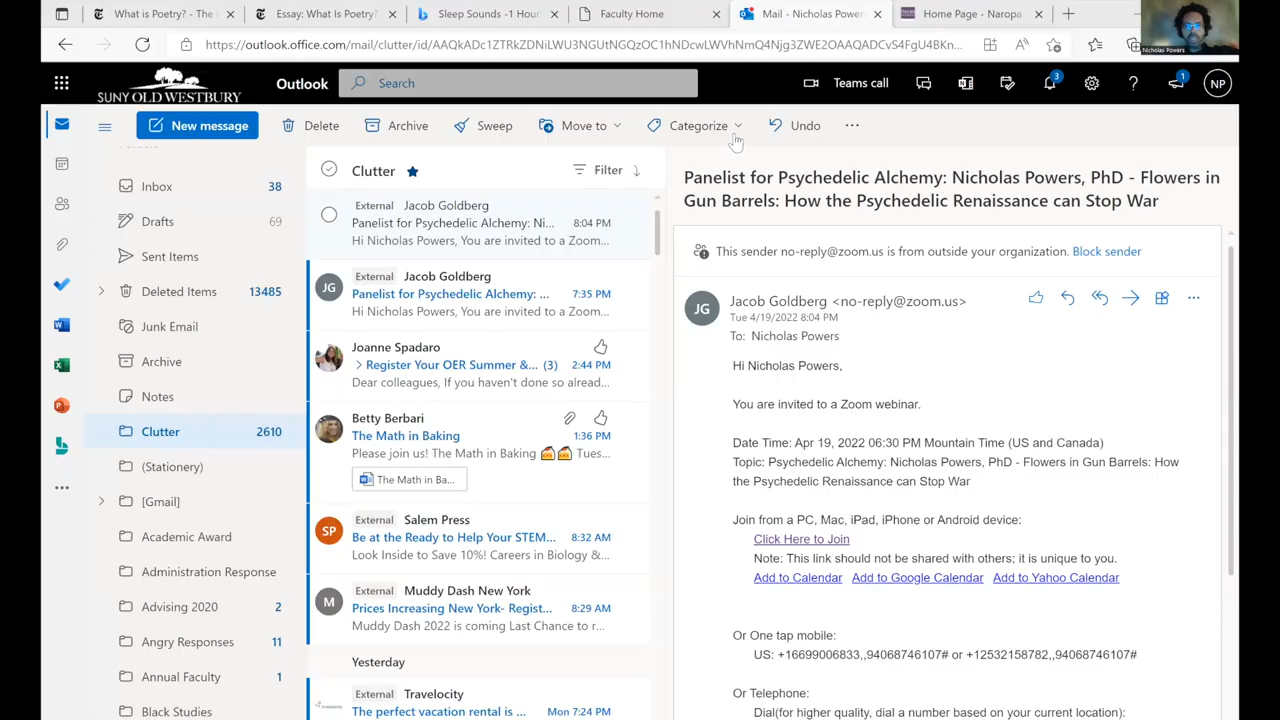 What is Poetry? - The
Essay: What Is Poetry?
Sleep Sounds -1 Hour
Faculty Home
Mail - Nicholas Power
Home Page - Naropa
https://outlook.office.com/mail/clutter/id/AAQkADc1ZTRkZDNiLWU3NGUtNGQzOC1hNDcwLWVhNmQ4Njg3ZWE2OAAQADCvS4FgU4BKn...
Nicholas Powers
SUNY OLD WESTBURY
Outlook
Search
Teams call
3
1
NP
New message
Delete
Archive
Sweep
Move to
Categorize
Undo
Inbox 38
Drafts 69
Sent Items
Deleted Items 13485
Junk Email
Archive
Notes
Clutter 2610
(Stationery)
[Gmail]
Academic Award
Administration Response
Advising 2020 2
Angry Responses 11
Annual Faculty 1
Black Studies
Clutter
Filter
External Jacob Goldberg
Panelist for Psychedelic Alchemy: Ni... 8:04 PM
Hi Nicholas Powers, You are invited to a Zoom...
JG
External Jacob Goldberg
Panelist for Psychedelic Alchemy: ... 7:35 PM
Hi Nicholas Powers, You are invited to a Zoom...
Joanne Spadaro
Register Your OER Summer &... (3) 2:44 PM
Dear colleagues, If you haven't done so alread...
Betty Berbari
The Math in Baking 1:36 PM
Please join us! The Math in Baking 🍰🍰 Tues...
The Math in Ba...
SP
External Salem Press
Be at the Ready to Help Your STEM... 8:32 AM
Look Inside to Save 10%! Careers in Biology &...
M
External Muddy Dash New York
Prices Increasing New York- Regist... 8:29 AM
Muddy Dash 2022 is coming Last Chance to r...
Yesterday
External Travelocity
The perfect vacation rental is ... Mon 7:24 PM
Panelist for Psychedelic Alchemy: Nicholas Powers, PhD - Flowers in
Gun Barrels: How the Psychedelic Renaissance can Stop War
This sender no-reply@zoom.us is from outside your organization. Block sender
JG
Jacob Goldberg <no-reply@zoom.us>
Tue 4/19/2022 8:04 PM
To: Nicholas Powers
Hi Nicholas Powers,
You are invited to a Zoom webinar.
Date Time: Apr 19, 2022 06:30 PM Mountain Time (US and Canada)
Topic: Psychedelic Alchemy: Nicholas Powers, PhD - Flowers in Gun Barrels: How
the Psychedelic Renaissance can Stop War
Join from a PC, Mac, iPad, iPhone or Android device:
Click Here to Join
Note: This link should not be shared with others; it is unique to you.
Add to Calendar Add to Google Calendar Add to Yahoo Calendar
Or One tap mobile:
US: +16699006833,,94068746107# or +12532158782,,94068746107#
Or Telephone:
Dial(for higher quality, dial a number based on your current location):